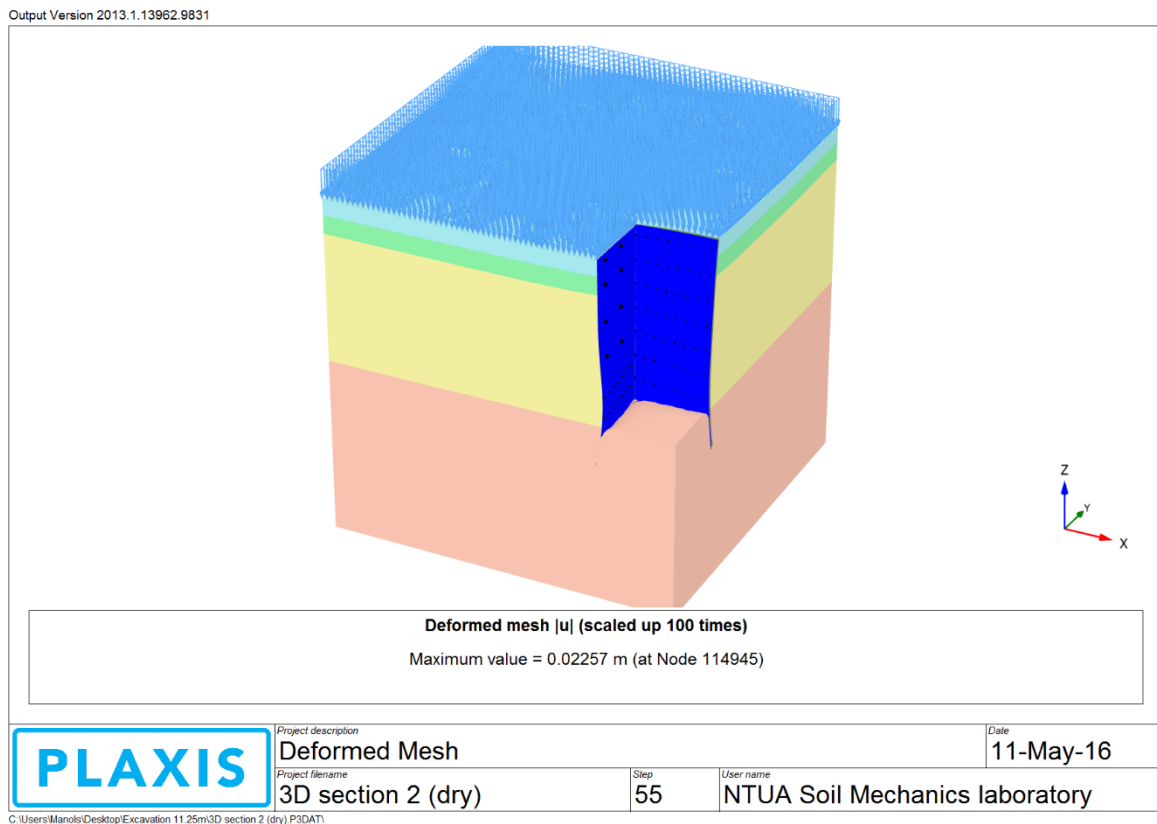 Output Version 2013.1.13962.9831
Z
Y
X
Deformed mesh |u| (scaled up 100 times)
Maximum value = 0.02257 m (at Node 114945)
PLAXIS
Project description
Deformed Mesh
Date
11-May-16
Project filename
3D section 2 (dry)
Step
55
User name
NTUA Soil Mechanics laboratory
C:\Users\Manolis\Desktop\Excavation 11.25m\3D section 2 (dry).P3DAT\